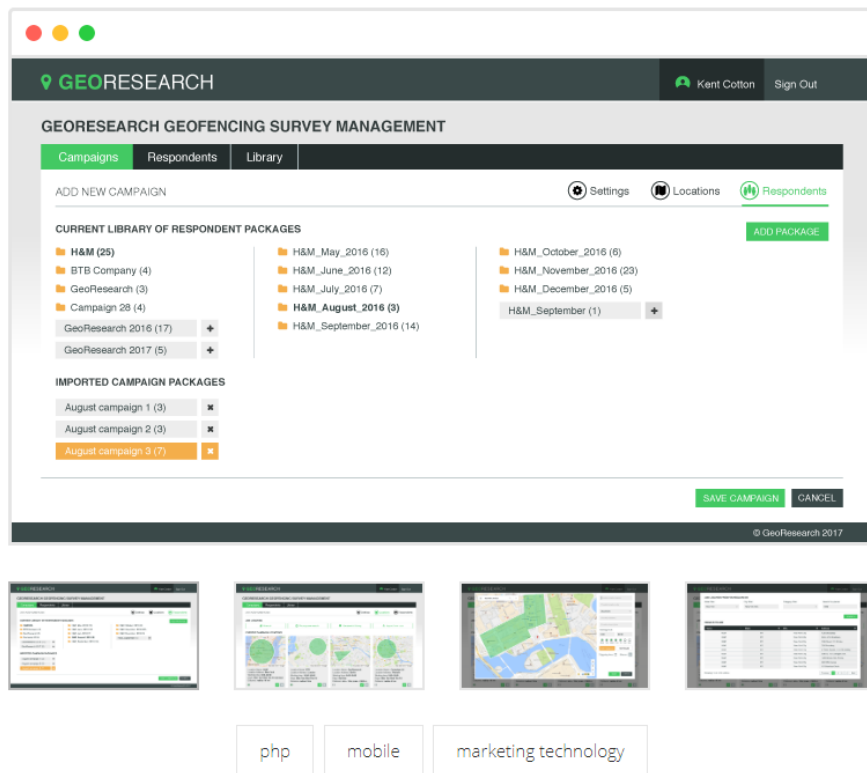 GEORESEARCH
Kent Cotton
Sign Out
GEORESEARCH GEOFENCING SURVEY MANAGEMENT
Campaigns Respondents Library
ADD NEW CAMPAIGN
Settings Locations Respondents
CURRENT LIBRARY OF RESPONDENT PACKAGES
ADD PACKAGE
H&M (25)
BTB Company (4)
GeoResearch (3)
Campaign 28 (4)
GeoResearch 2016 (17)
GeoResearch 2017 (5)
H&M_May_2016 (16)
H&M_June_2016 (12)
H&M_July_2016 (7)
H&M_August_2016 (3)
H&M_September_2016 (14)
H&M_October_2016 (6)
H&M_November_2016 (23)
H&M_December_2016 (5)
H&M_September (1)
IMPORTED CAMPAIGN PACKAGES
August campaign 1 (3)
August campaign 2 (3)
August campaign 3 (7)
SAVE CAMPAIGN CANCEL
© GeoResearch 2017
php
mobile
marketing technology